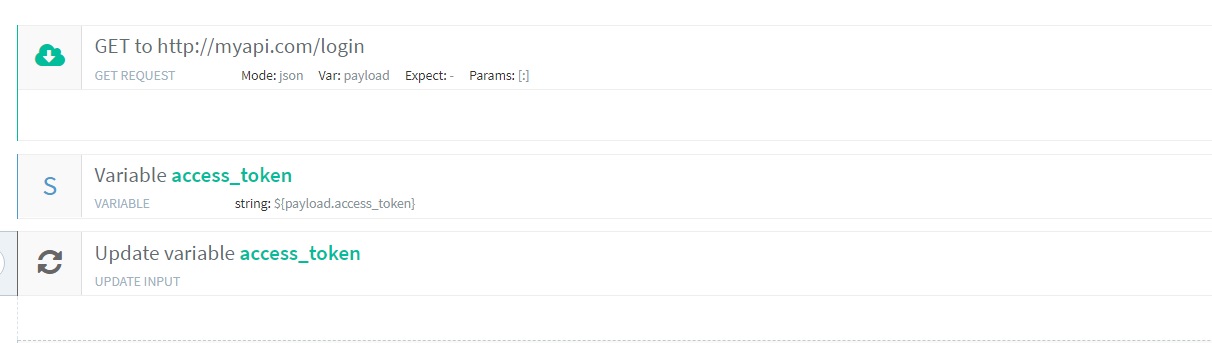 GET to http://myapi.com/login
GET REQUEST Mode: json Var: payload Expect: - Params: [:]
S
Variable access_token
VARIABLE string: ${payload.access_token}
Update variable access_token
UPDATE INPUT